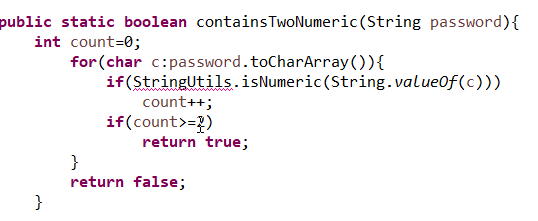 public static boolean containsTwoNumeric(String password){
    int count=0;
        for(char c:password.toCharArray()){
            if(StringUtils.isNumeric(String.valueOf(c)))
                count++;
            if(count>=2)
                return true;
        }
        return false;
    }